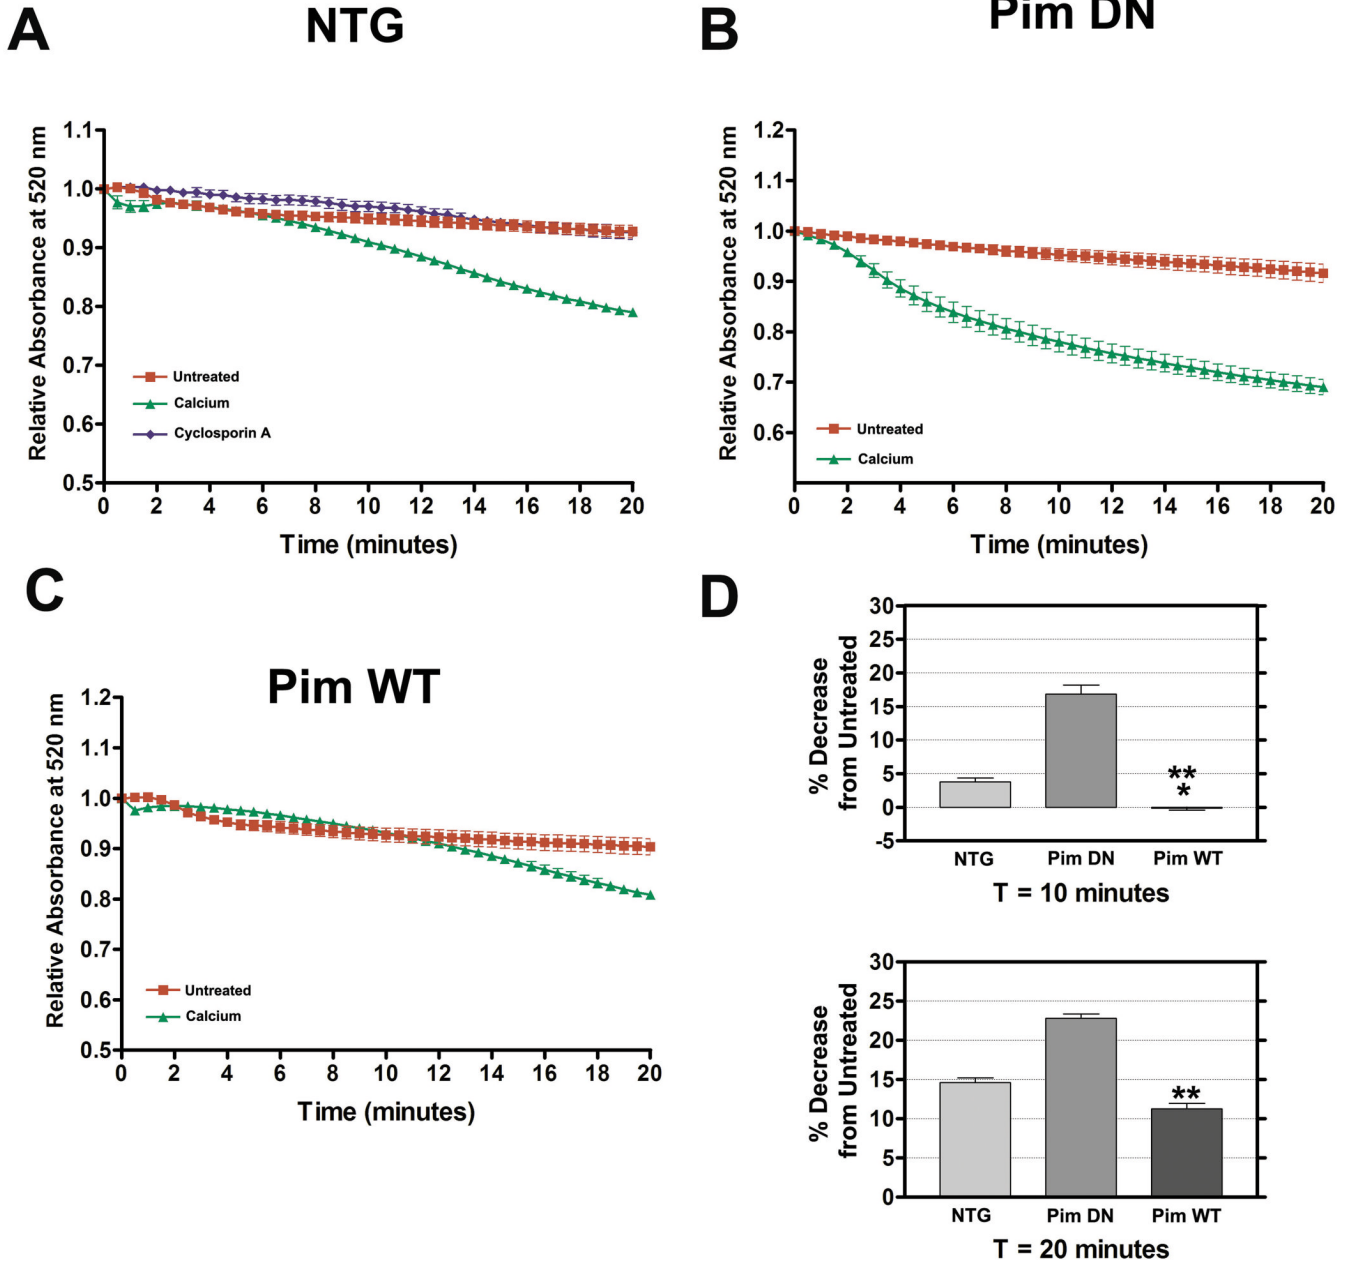 A
NTG
Relative Absorbance at 520 nm
1.1
1.0
0.9
0.8
0.7
0.6
0.5
Untreated
Calcium
Cyclosporin A
0 2 4 6 8 10 12 14 16 18 20
Time (minutes)
B
Pim DN
Relative Absorbance at 520 nm
1.2
1.1
1.0
0.9
0.8
0.7
0.6
Untreated
Calcium
0 2 4 6 8 10 12 14 16 18 20
Time (minutes)
C
Pim WT
Relative Absorbance at 520 nm
1.2
1.1
1.0
0.9
0.8
0.7
0.6
0.5
Untreated
Calcium
0 2 4 6 8 10 12 14 16 18 20
Time (minutes)
D
% Decrease
from Untreated
30
25
20
15
10
5
0
-5
**
*
NTG Pim DN Pim WT
T = 10 minutes
% Decrease
from Untreated
30
25
20
15
10
5
0
**
NTG Pim DN Pim WT
T = 20 minutes